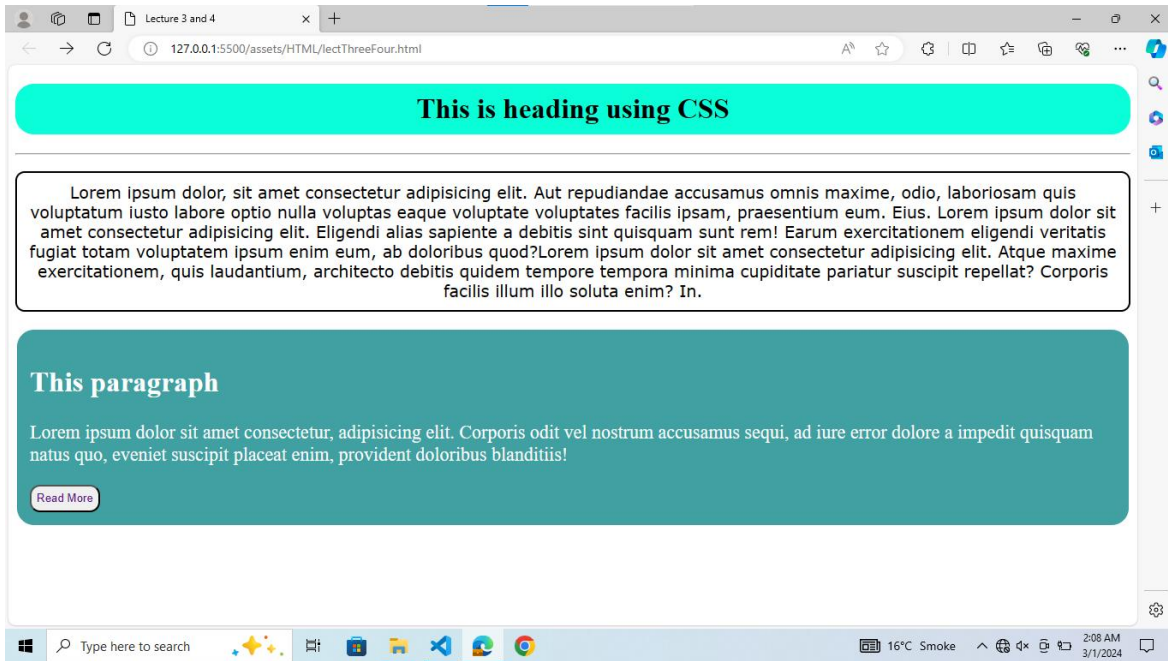 Lecture 3 and 4
127.0.0.1:5500/assets/HTML/lectThreeFour.html
This is heading using CSS
Lorem ipsum dolor, sit amet consectetur adipisicing elit. Aut repudiandae accusamus omnis maxime, odio, laboriosam quis
voluptatum iusto labore optio nulla voluptas eaque voluptate voluptates facilis ipsam, praesentium eum. Eius. Lorem ipsum dolor sit
amet consectetur adipisicing elit. Eligendi alias sapiente a debitis sint quisquam sunt rem! Earum exercitationem eligendi veritatis
fugiat totam voluptatem ipsum enim eum, ab doloribus quod?Lorem ipsum dolor sit amet consectetur adipisicing elit. Atque maxime
exercitationem, quis laudantium, architecto debitis quidem tempore tempora minima cupiditate pariatur suscipit repellat? Corporis
facilis illum illo soluta enim? In.
This paragraph
Lorem ipsum dolor sit amet consectetur, adipisicing elit. Corporis odit vel nostrum accusamus sequi, ad iure error dolore a impedit quisquam
natus quo, eveniet suscipit placeat enim, provident doloribus blanditiis!
Read More
Type here to search
16°C Smoke
2:08 AM
3/1/2024